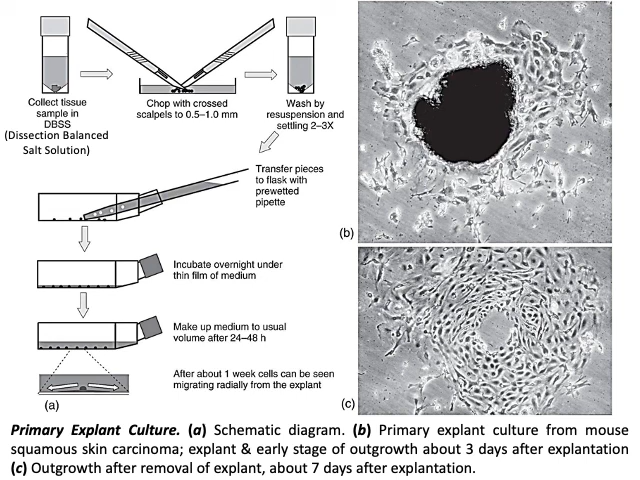 Collect tissue
sample in
DBSS
(Dissection Balanced
Salt Solution)
Chop with crossed
scalpels to 0.5–1.0 mm
Wash by
resuspension and
settling 2–3X
Transfer pieces
to flask with
prewetted
pipette
Incubate overnight under
thin film of medium
Make up medium to usual
volume after 24–48 h
After about 1 week cells can be seen
migrating radially from the explant
(a)
(b)
(c)
Primary Explant Culture. (a) Schematic diagram. (b) Primary explant culture from mouse
squamous skin carcinoma; explant & early stage of outgrowth about 3 days after explantation
(c) Outgrowth after removal of explant, about 7 days after explantation.